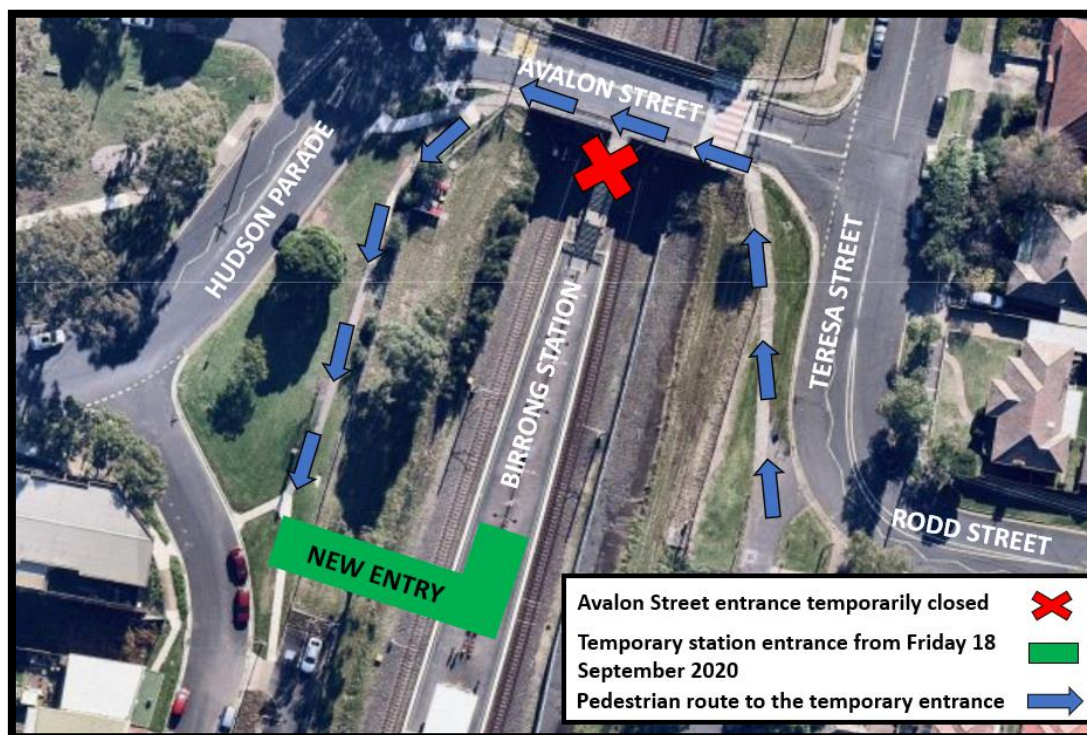 AVALON STREET
HUDSON PARADE
BIRRONG STATION
TERESA STREET
RODD STREET
NEW ENTRY
Avalon Street entrance temporarily closed
Temporary station entrance from Friday 18
September 2020
Pedestrian route to the temporary entrance